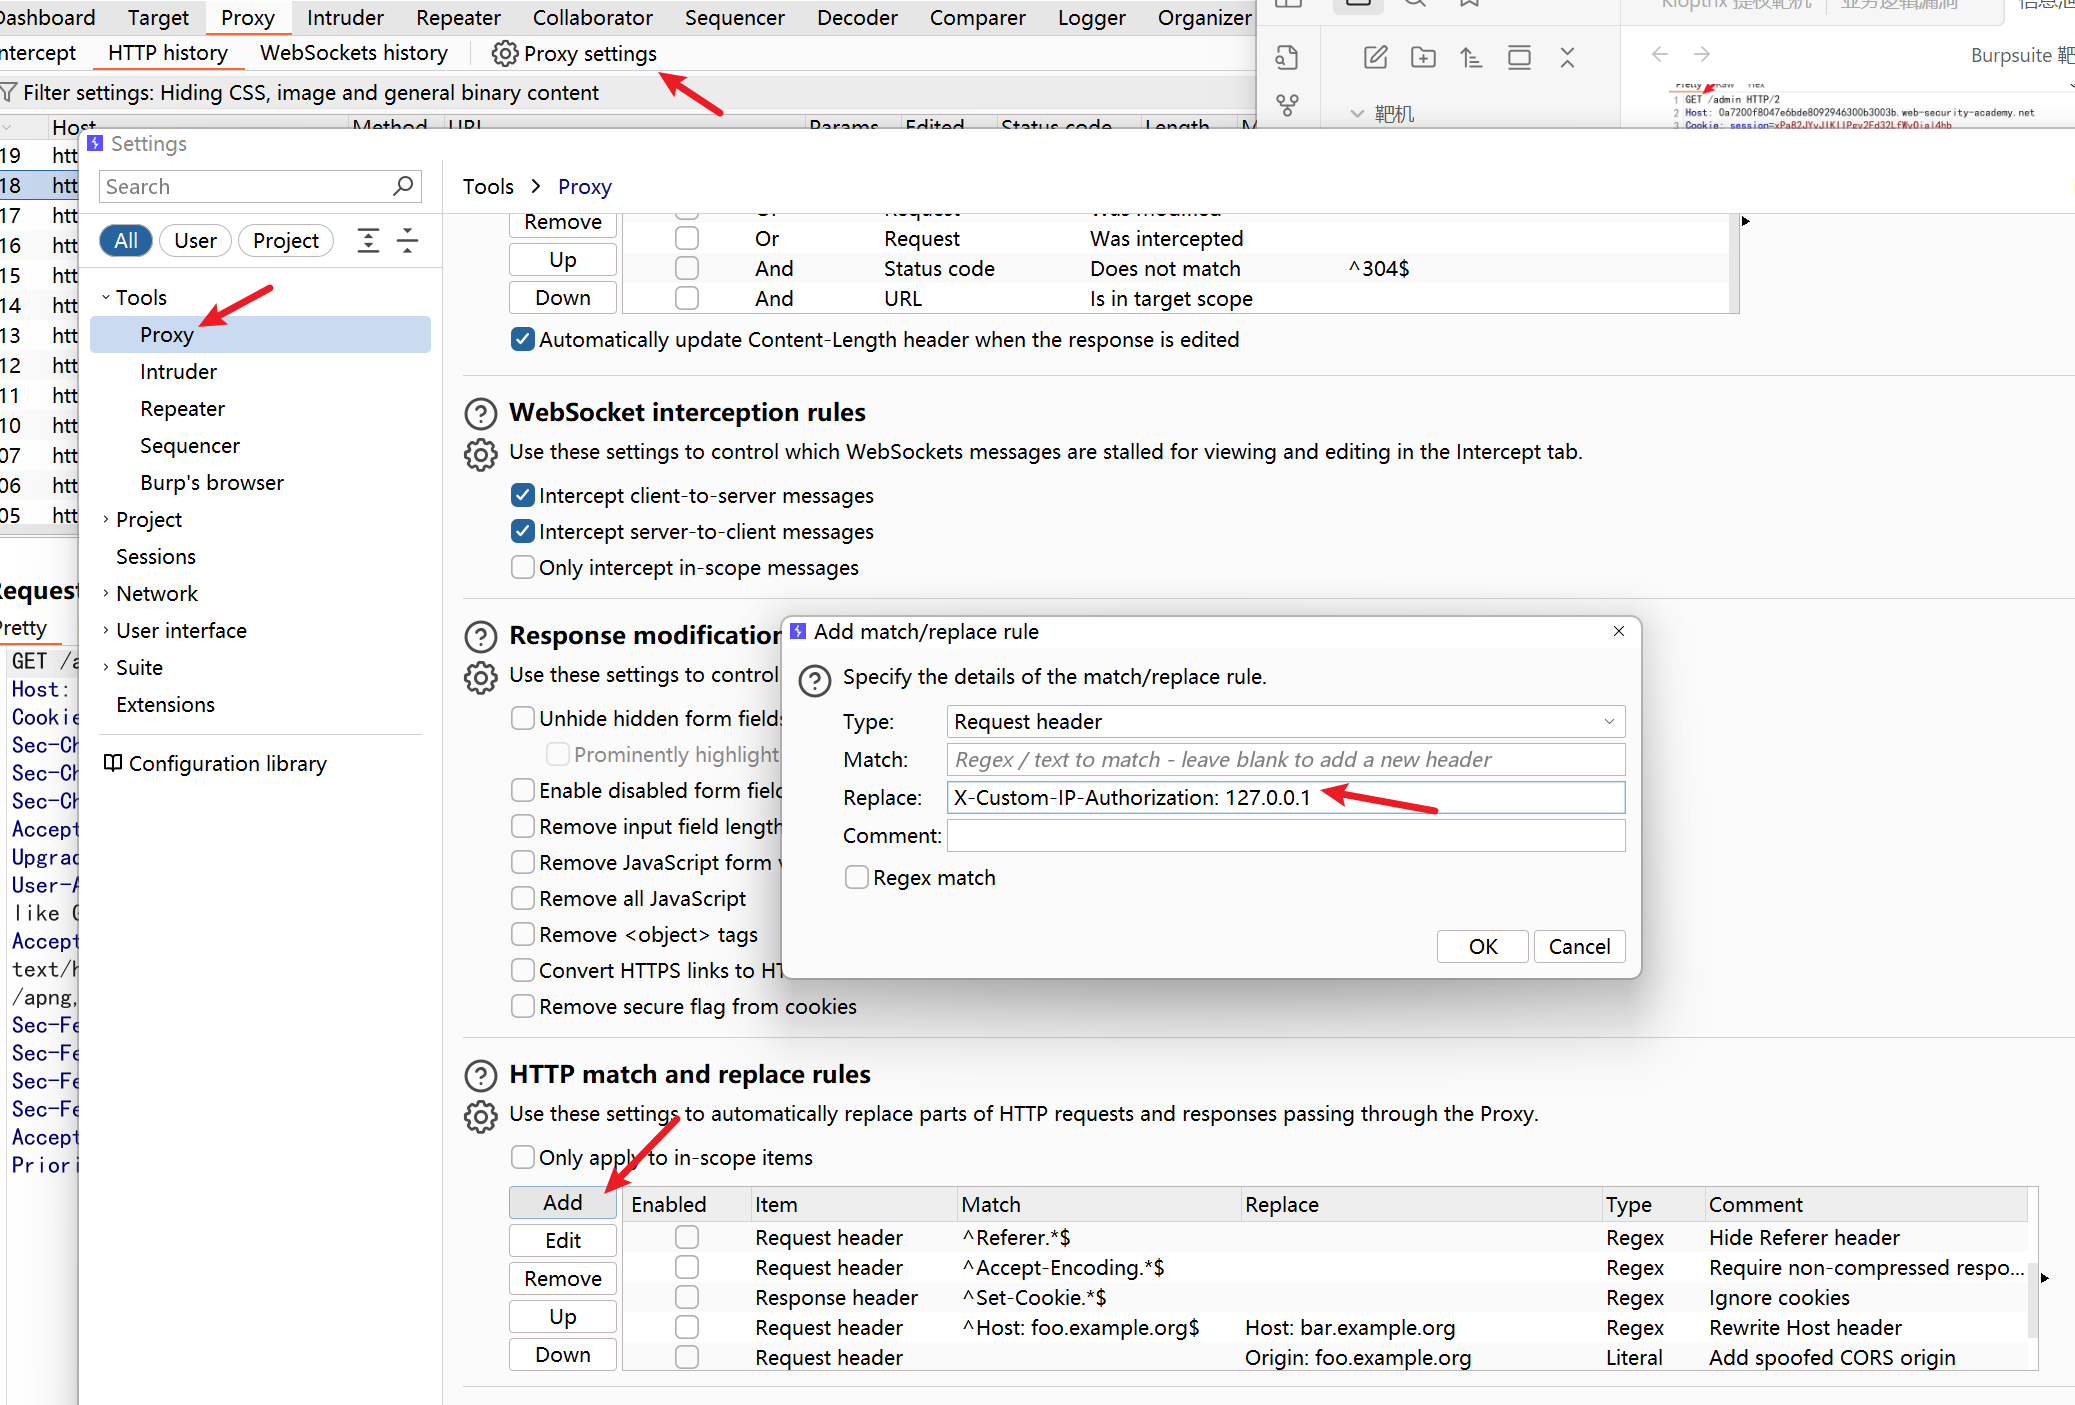 Dashboard Target Proxy Intruder Repeater Collaborator Sequencer Decoder Comparer Logger Organizer
Intercept HTTP history WebSockets history Proxy settings
Filter settings: Hiding CSS, image and general binary content
Host Method URL Params Edited Status code Length
靶机
Burpsuite 靶
Pretty Raw Hex
1 GET /admin HTTP/2
2 Host: 0a7200f8047e6bde8092946300b3003b.web-security-academy.net
Settings
Search
All User Project
Tools
Proxy
Intruder
Repeater
Sequencer
Burp's browser
Project
Sessions
Network
User interface
Suite
Extensions
Configuration library
19 htt
18 htt
17 htt
16 htt
15 htt
14 htt
13 htt
12 htt
11 htt
10 htt
07 htt
06 htt
05 htt
Request
Pretty
GET /a
Host:
Cookie
Sec-Ch
Sec-Ch
Sec-Ch
Accept
Upgrad
User-A
like G
Accept
text/h
/apng,
Sec-Fe
Sec-Fe
Sec-Fe
Sec-Fe
Accept
Priori
Tools > Proxy
Remove Or Request Was modified
Or Request Was intercepted
Up And Status code Does not match ^304$
Down And URL Is in target scope
Automatically update Content-Length header when the response is edited
WebSocket interception rules
Use these settings to control which WebSockets messages are stalled for viewing and editing in the Intercept tab.
Intercept client-to-server messages
Intercept server-to-client messages
Only intercept in-scope messages
Response modification
Use these settings to control
Unhide hidden form fields
Prominently highlight
Enable disabled form field
Remove input field length
Remove JavaScript form v
Remove all JavaScript
Remove <object> tags
Convert HTTPS links to HT
Remove secure flag from cookies
Add match/replace rule
Specify the details of the match/replace rule.
Type: Request header
Match: Regex / text to match - leave blank to add a new header
Replace: X-Custom-IP-Authorization: 127.0.0.1
Comment:
Regex match
OK Cancel
HTTP match and replace rules
Use these settings to automatically replace parts of HTTP requests and responses passing through the Proxy.
Only apply to in-scope items
Add Enabled Item Match Replace Type Comment
Request header ^Referer.*$ Regex Hide Referer header
Edit
Request header ^Accept-Encoding.*$ Regex Require non-compressed respo...
Remove
Response header ^Set-Cookie.*$ Regex Ignore cookies
Up
Request header ^Host: foo.example.org$ Host: bar.example.org Regex Rewrite Host header
Down
Request header Origin: foo.example.org Literal Add spoofed CORS origin